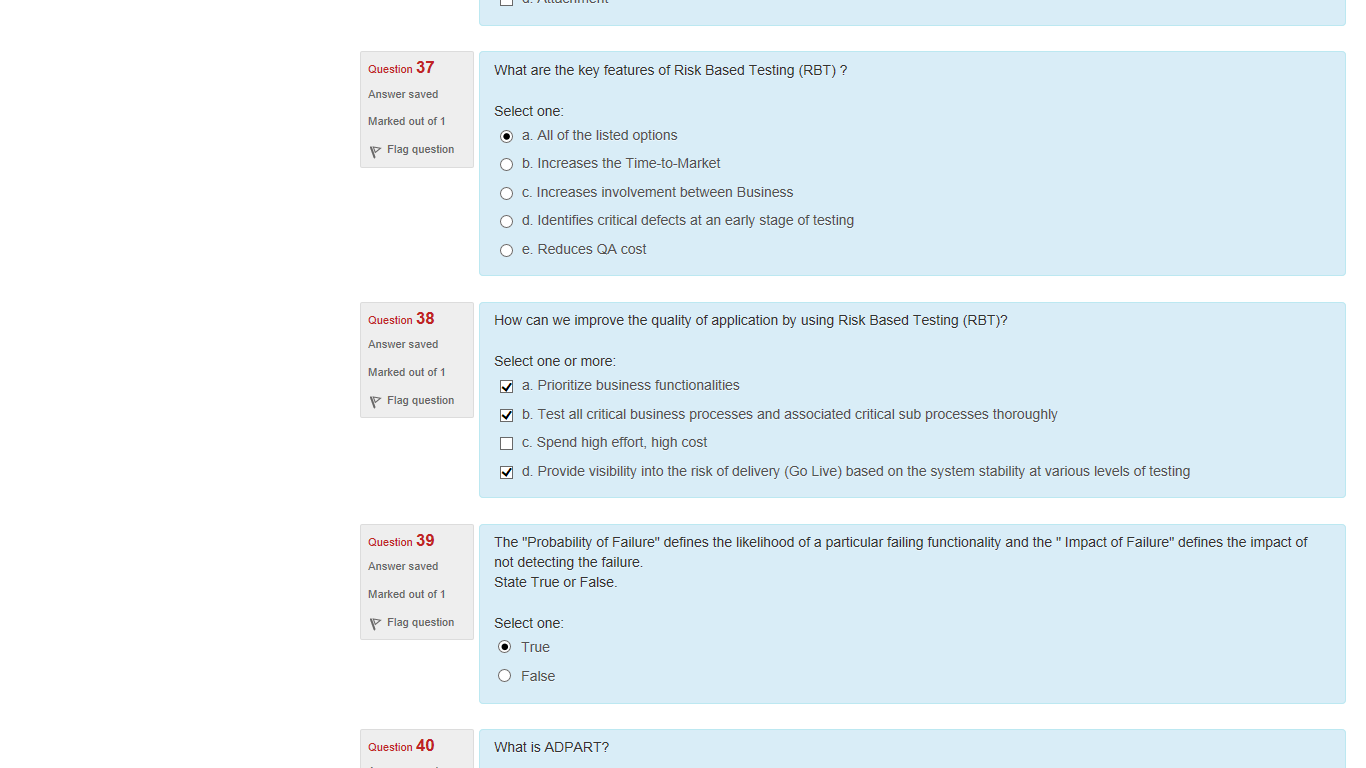 d. Attachment
Question 37
Answer saved
Marked out of 1
Flag question
What are the key features of Risk Based Testing (RBT) ?
Select one:
a. All of the listed options
b. Increases the Time-to-Market
c. Increases involvement between Business
d. Identifies critical defects at an early stage of testing
e. Reduces QA cost
Question 38
Answer saved
Marked out of 1
Flag question
How can we improve the quality of application by using Risk Based Testing (RBT)?
Select one or more:
a. Prioritize business functionalities
b. Test all critical business processes and associated critical sub processes thoroughly
c. Spend high effort, high cost
d. Provide visibility into the risk of delivery (Go Live) based on the system stability at various levels of testing
Question 39
Answer saved
Marked out of 1
Flag question
The "Probability of Failure" defines the likelihood of a particular failing functionality and the " Impact of Failure" defines the impact of
not detecting the failure.
State True or False.
Select one:
True
False
Question 40
What is ADPART?